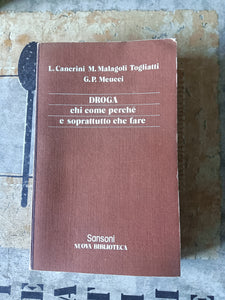 L. Cancrini M. Malagoli Togliatti
G. P. Meucci
DROGA
chi come perché
e soprattutto che fare
Sansoni
NUOVA BIBLIOTECA